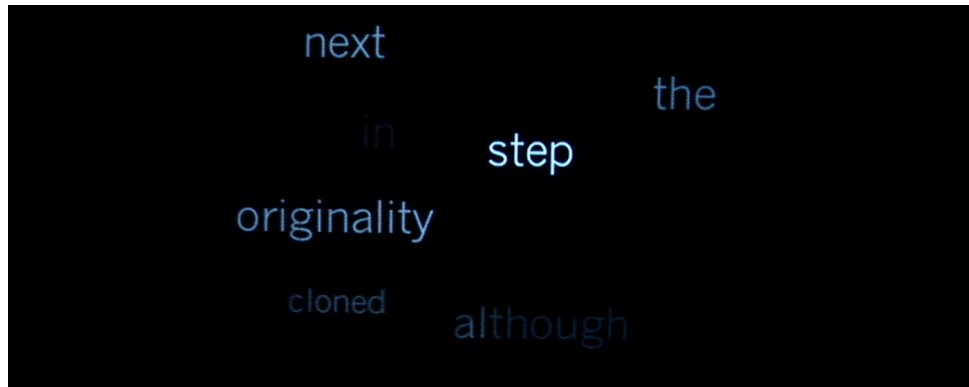 next
the
in
step
originality
cloned
although